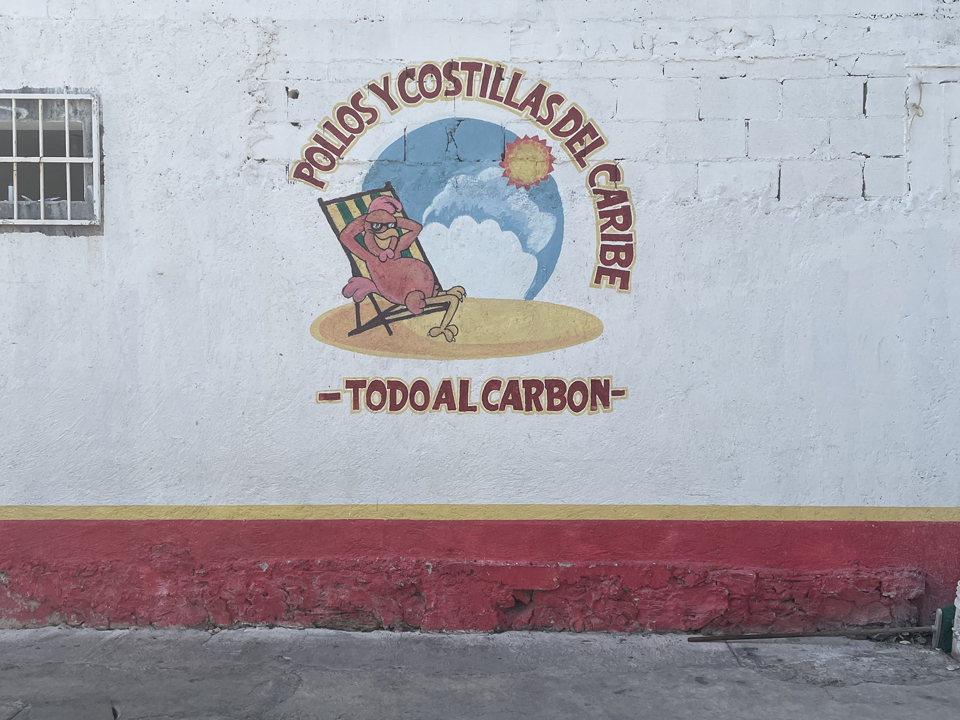 POLLOS Y COSTILLAS DEL CARIBE
-TODO AL CARBON-